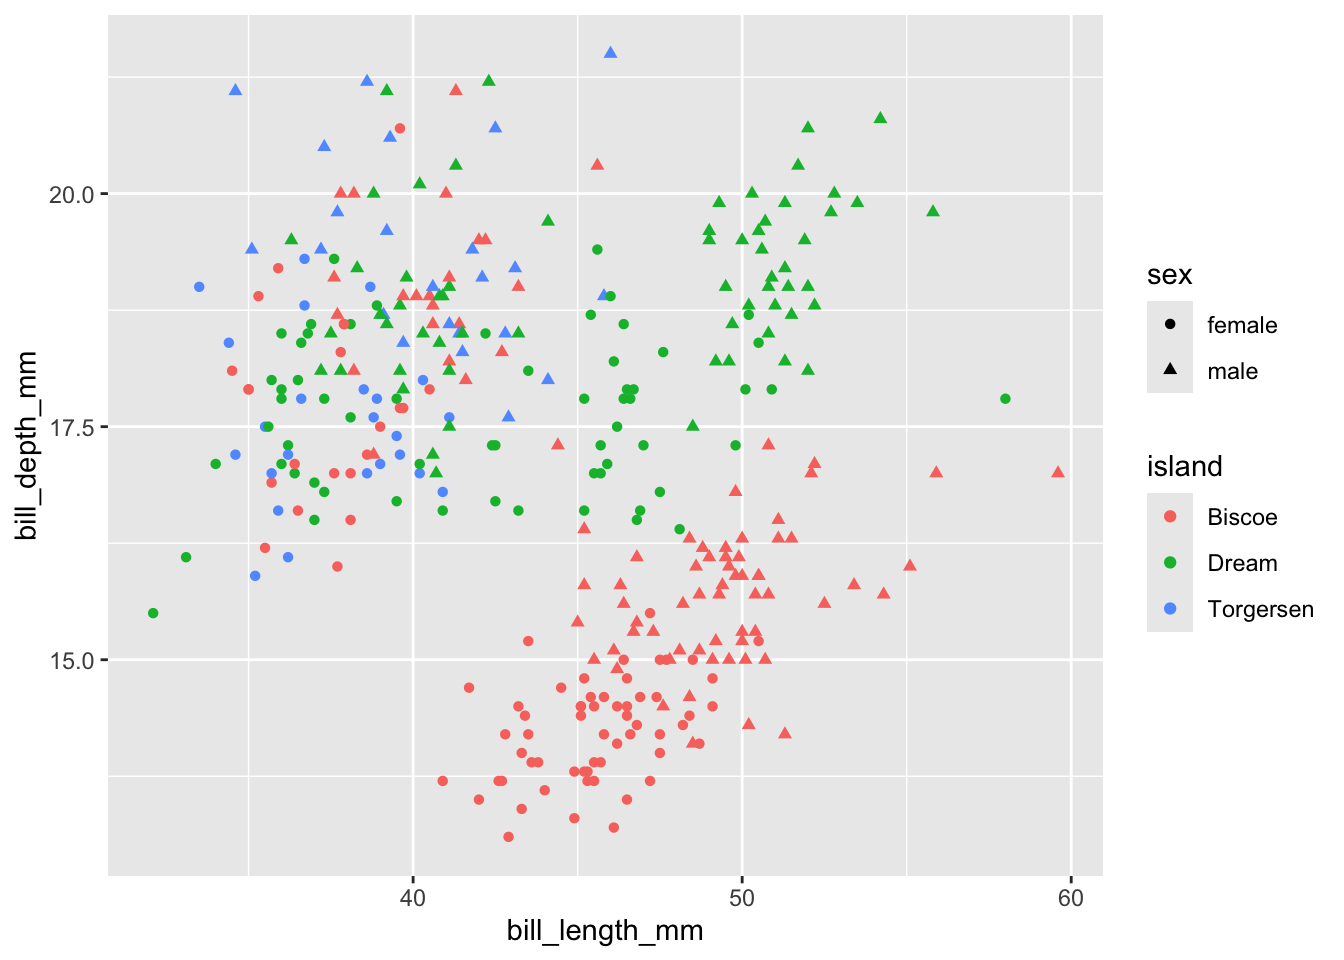 20.0
17.5
15.0
bill_depth_mm
40
50
60
bill_length_mm
sex
female
male
island
Biscoe
Dream
Torgersen